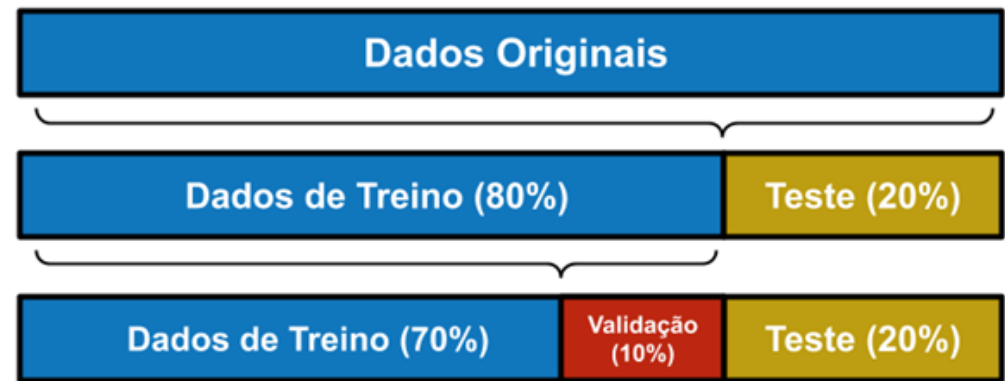 Dados Originais
Dados de Treino (80%)
Teste (20%)
Dados de Treino (70%)
Validação
(10%)
Teste (20%)